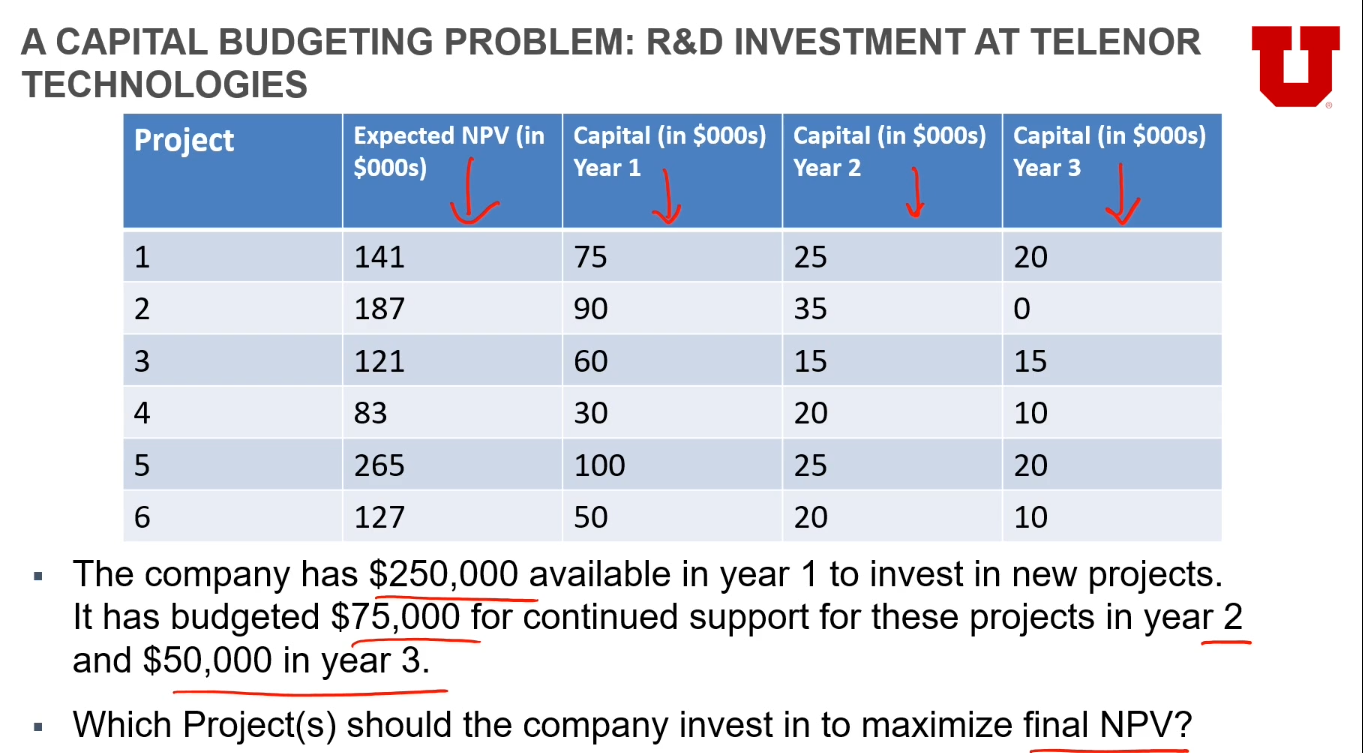 A CAPITAL BUDGETING PROBLEM: R&D INVESTMENT AT TELENOR
TECHNOLOGIES
U
®
Project Expected NPV (in $000s) Capital (in $000s) Year 1 Capital (in $000s) Year 2 Capital (in $000s) Year 3
1 141 75 25 20
2 187 90 35 0
3 121 60 15 15
4 83 30 20 10
5 265 100 25 20
6 127 50 20 10
▪ The company has $250,000 available in year 1 to invest in new projects.
It has budgeted $75,000 for continued support for these projects in year 2
and $50,000 in year 3.
▪ Which Project(s) should the company invest in to maximize final NPV?